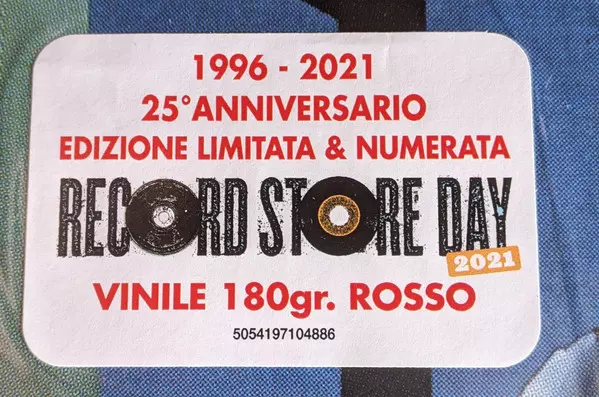 1996 - 2021
25°ANNIVERSARIO
EDIZIONE LIMITATA & NUMERATA
RECORD STORE DAY
2021
VINILE 180gr. ROSSO
5054197104886